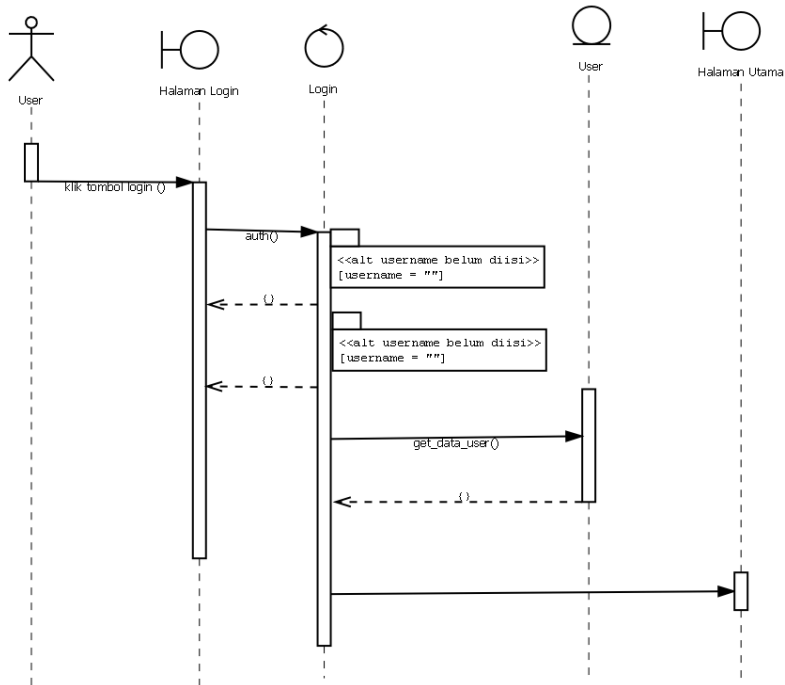 User
Halaman Login
Login
User
Halaman Utama
klik tombol login ()
auth()
<<alt username belum diisi>>
[username = ""]
()
<<alt username belum diisi>>
[username = ""]
()
get_data_user()
()